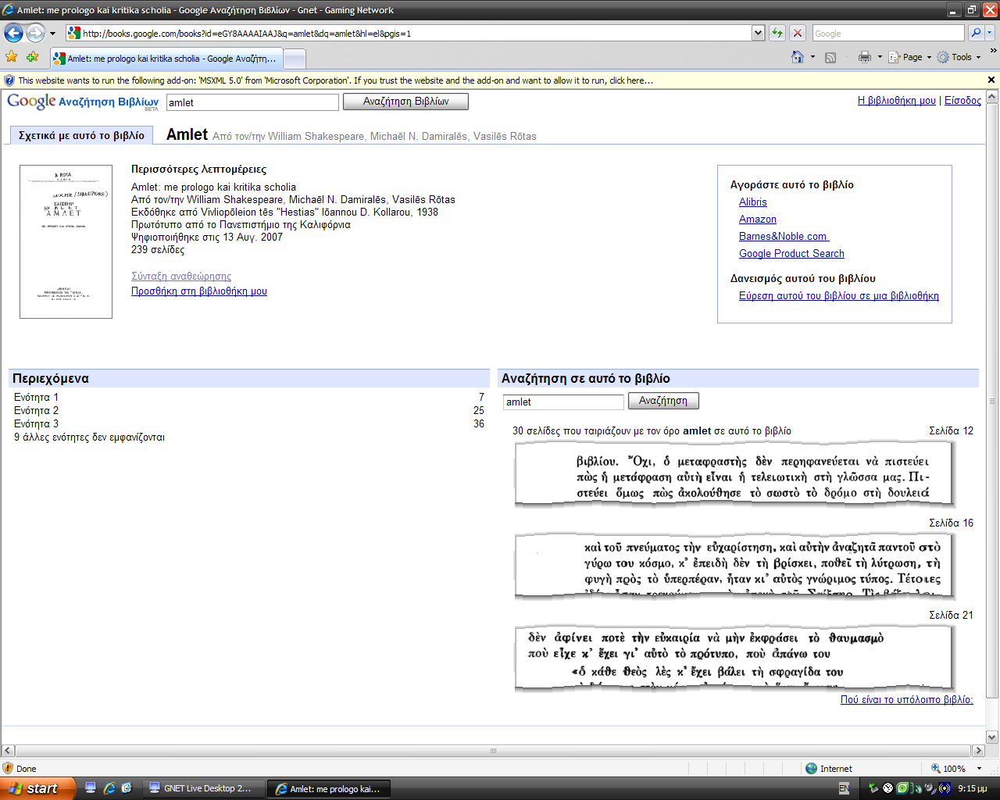 Amlet: me prologo kai kritika scholia - Google Αναζήτηση Βιβλίων - Gnet - Gaming Network
http://books.google.com/books?id=eGY8AAAAIAAJ&q=amlet&dq=amlet&hl=el&pgis=1
Google
Amlet: me prologo kai kritika scholia - Google Αναζήτη...
Page
Tools
This website wants to run the following add-on: 'MSXML 5.0' from 'Microsoft Corporation'. If you trust the website and the add-on and want to allow it to run, click here...
Google Αναζήτηση Βιβλίων BETA
amlet
Αναζήτηση Βιβλίων
Η βιβλιοθήκη μου | Είσοδος
Σχετικά με αυτό το βιβλίο
Amlet Από τον/την William Shakespeare, Michaēl N. Damiralēs, Vasilēs Rōtas
Β ΡΩΤΑ
ΣΑΙΞΠΗΡ
ΑΜΛΕΤ
Περισσότερες λεπτομέρειες
Amlet: me prologo kai kritika scholia
Από τον/την William Shakespeare, Michaēl N. Damiralēs, Vasilēs Rōtas
Εκδόθηκε από Vivliopōleion tēs "Hestias" Iōannou D. Kollarou, 1938
Πρωτότυπο από το Πανεπιστήμιο της Καλιφόρνια
Ψηφιοποιήθηκε στις 13 Αυγ. 2007
239 σελίδες
Σύνταξη αναθεώρησης
Προσθήκη στη βιβλιοθήκη μου
Αγοράστε αυτό το βιβλίο
Alibris
Amazon
Barnes&Noble.com
Google Product Search
Δανεισμός αυτού του βιβλίου
Εύρεση αυτού του βιβλίου σε μια βιβλιοθήκη
Περιεχόμενα
Ενότητα 1 7
Ενότητα 2 25
Ενότητα 3 36
9 άλλες ενότητες δεν εμφανίζονται
Αναζήτηση σε αυτό το βιβλίο
amlet
Αναζήτηση
30 σελίδες που ταιριάζουν με τον όρο amlet σε αυτό το βιβλίο
Σελίδα 12
βιβλίου. Ὄχι, ὁ μεταφραστὴς δὲν περηφανεύεται νὰ πιστεύει
πὼς ἡ μετάφραση αὐτὴ εἶναι ἡ τελειωτικὴ στὴ γλῶσσα μας. Πι-
στεύει ὅμως πὼς ἀκολούθησε τὸ σωστὸ τὸ δρόμο στὴ δουλειά
Σελίδα 16
καὶ τοῦ πνεύματος τὴν εὐχαρίστηση, καὶ αὐτὴν ἀναζητᾶ παντοῦ στὸ
γύρω του κόσμο, κ' ἐπειδὴ δὲν τὴ βρίσκει, ποθεῖ τὴ λύτρωση, τὴ
φυγὴ πρὸς τὸ ὑπερπέραν, ἦταν κι' αὐτὸς γνώριμος τύπος. Τέτοιες
Σελίδα 21
δὲν ἀφίνει ποτὲ τὴν εὐκαιρία νὰ μὴν ἐκφράσει τὸ θαυμασμὸ
ποὺ εἶχε κ' ἔχει γι' αὐτὸ τὸ πρότυπο, ποὺ ἀπάνω του
«ὁ κάθε θεὸς λὲς κ' ἔχει βάλει τὴ σφραγίδα του
Πού είναι το υπόλοιπο βιβλίο;
Done
Internet
100%
start
GNET Live Desktop 2...
Amlet: me prologo kai...
EN
9:15 μμ